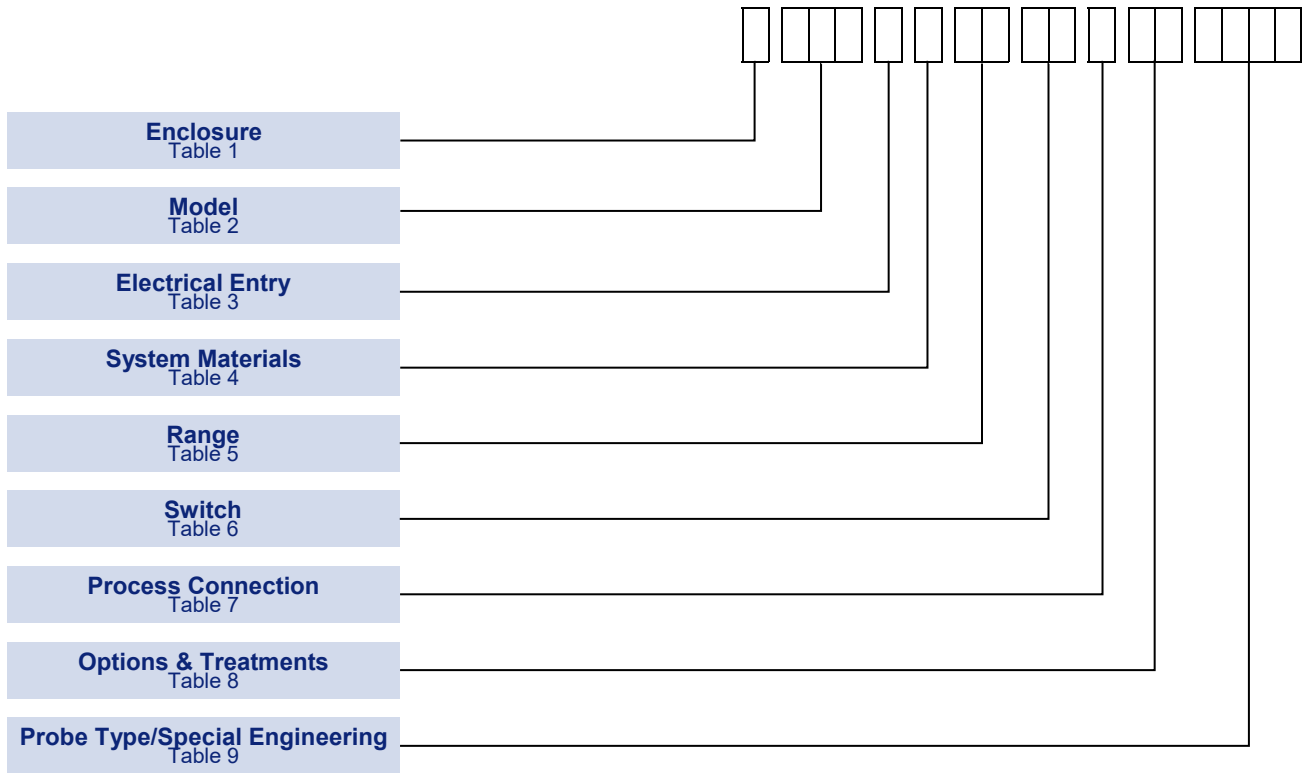 Enclosure
Table 1
Model
Table 2
Electrical Entry
Table 3
System Materials
Table 4
Range
Table 5
Switch
Table 6
Process Connection
Table 7
Options & Treatments
Table 8
Probe Type/Special Engineering
Table 9